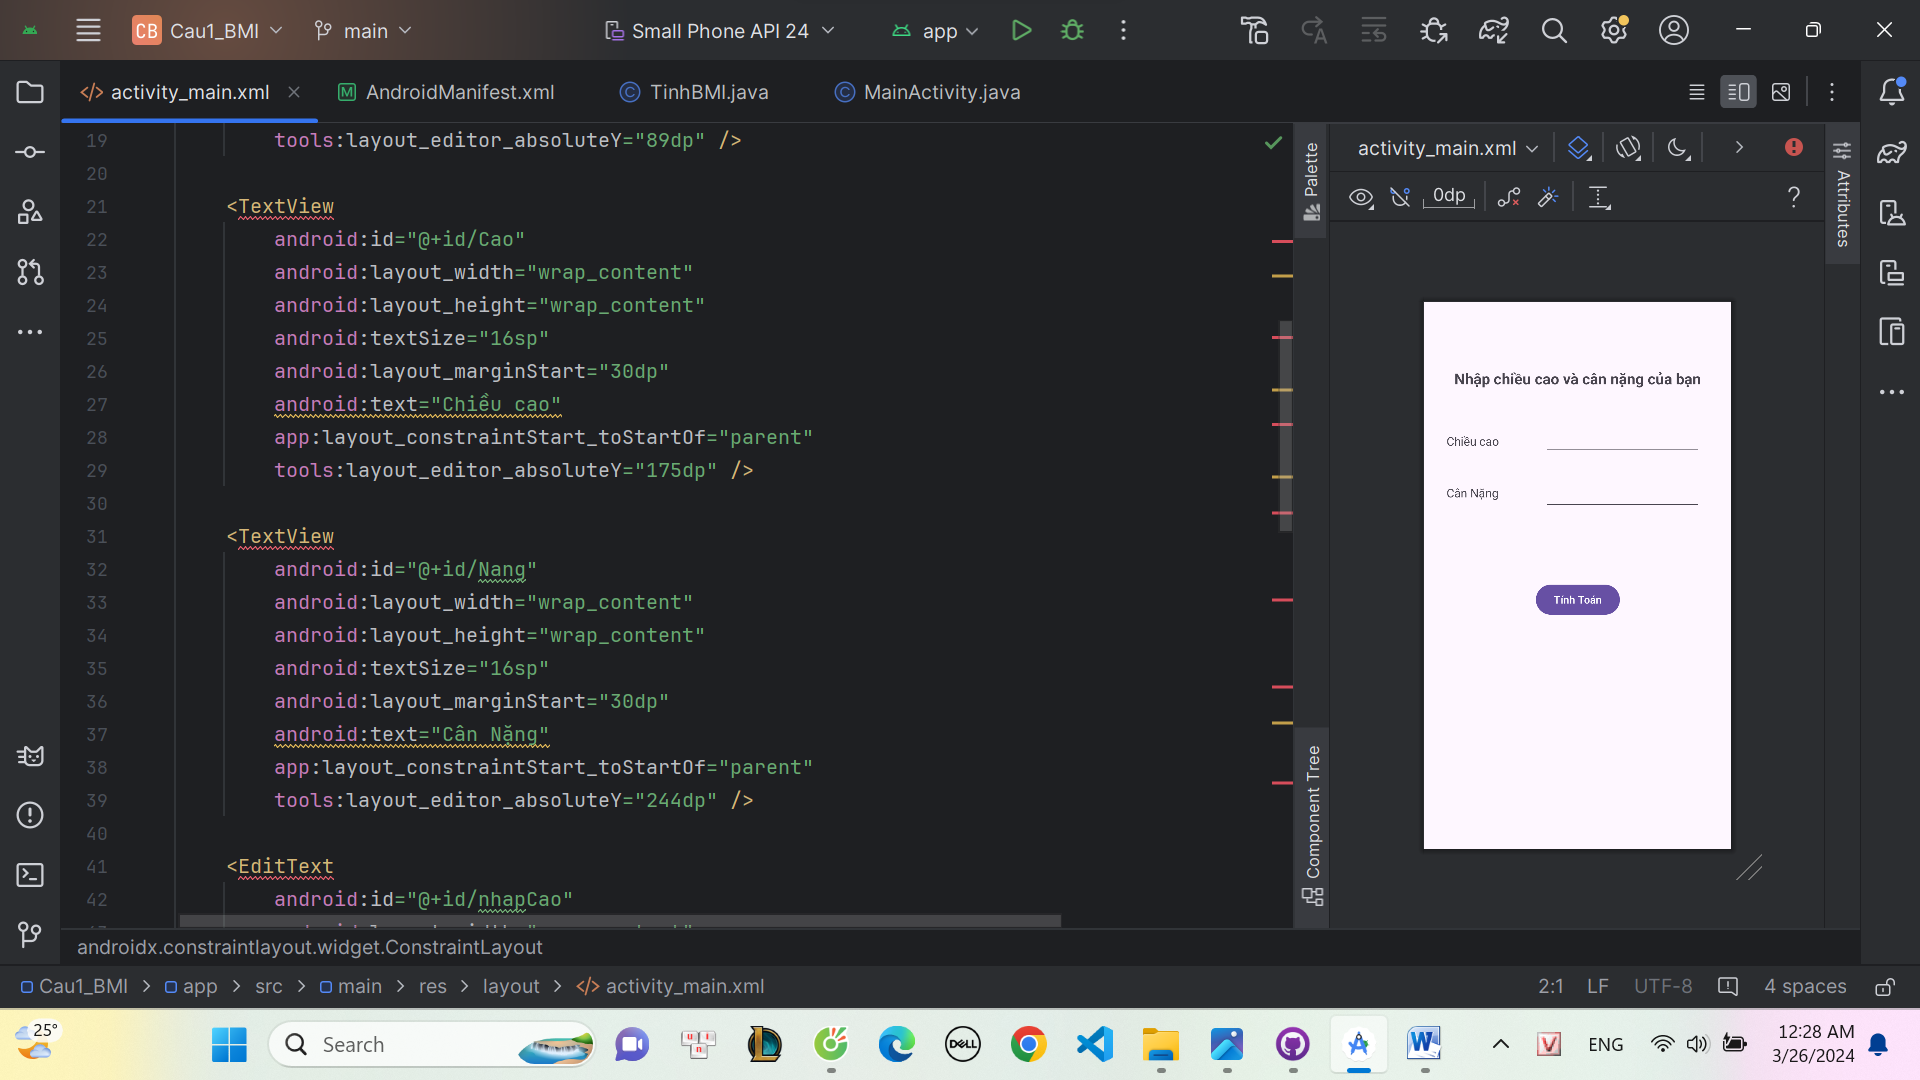 CB Cau1_BMI main Small Phone API 24 app
activity_main.xml AndroidManifest.xml TinhBMI.java MainActivity.java
19 tools:layout_editor_absoluteY="89dp" />
20
21 <TextView
22 android:id="@+id/Cao"
23 android:layout_width="wrap_content"
24 android:layout_height="wrap_content"
25 android:textSize="16sp"
26 android:layout_marginStart="30dp"
27 android:text="Chiều cao"
28 app:layout_constraintStart_toStartOf="parent"
29 tools:layout_editor_absoluteY="175dp" />
30
31 <TextView
32 android:id="@+id/Nang"
33 android:layout_width="wrap_content"
34 android:layout_height="wrap_content"
35 android:textSize="16sp"
36 android:layout_marginStart="30dp"
37 android:text="Cân Nặng"
38 app:layout_constraintStart_toStartOf="parent"
39 tools:layout_editor_absoluteY="244dp" />
40
41 <EditText
42 android:id="@+id/nhapCao"
Palette
Component Tree
activity_main.xml
0dp
?
Attributes
Nhập chiều cao và cân nặng của bạn
Chiều cao
Cân Nặng
Tính Toán
androidx.constraintlayout.widget.ConstraintLayout
Cau1_BMI > app > src > main > res > layout > </> activity_main.xml 2:1 LF UTF-8 4 spaces
25° Search DELL ENG 12:28 AM
3/26/2024